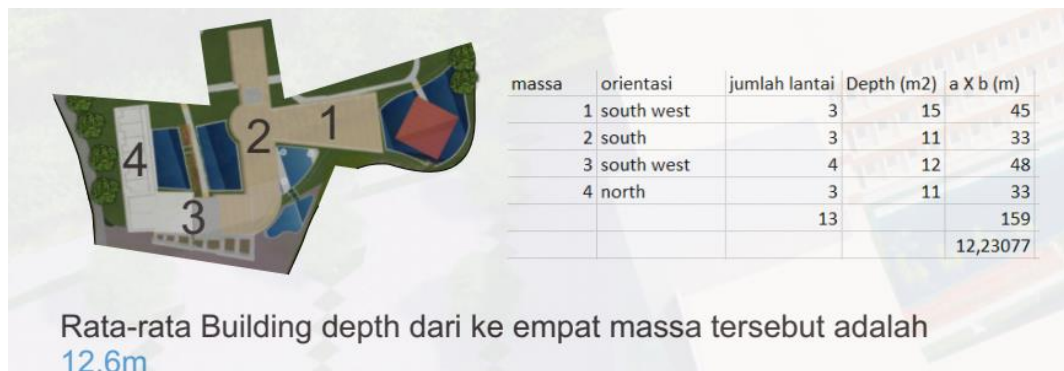 massa orientasi jumlah lantai Depth (m2) a X b (m)
1 south west 3 15 45
2 south 3 11 33
3 south west 4 12 48
4 north 3 11 33
13 159
12,23077
1
2
4
3
Rata-rata Building depth dari ke empat massa tersebut adalah
12.6m